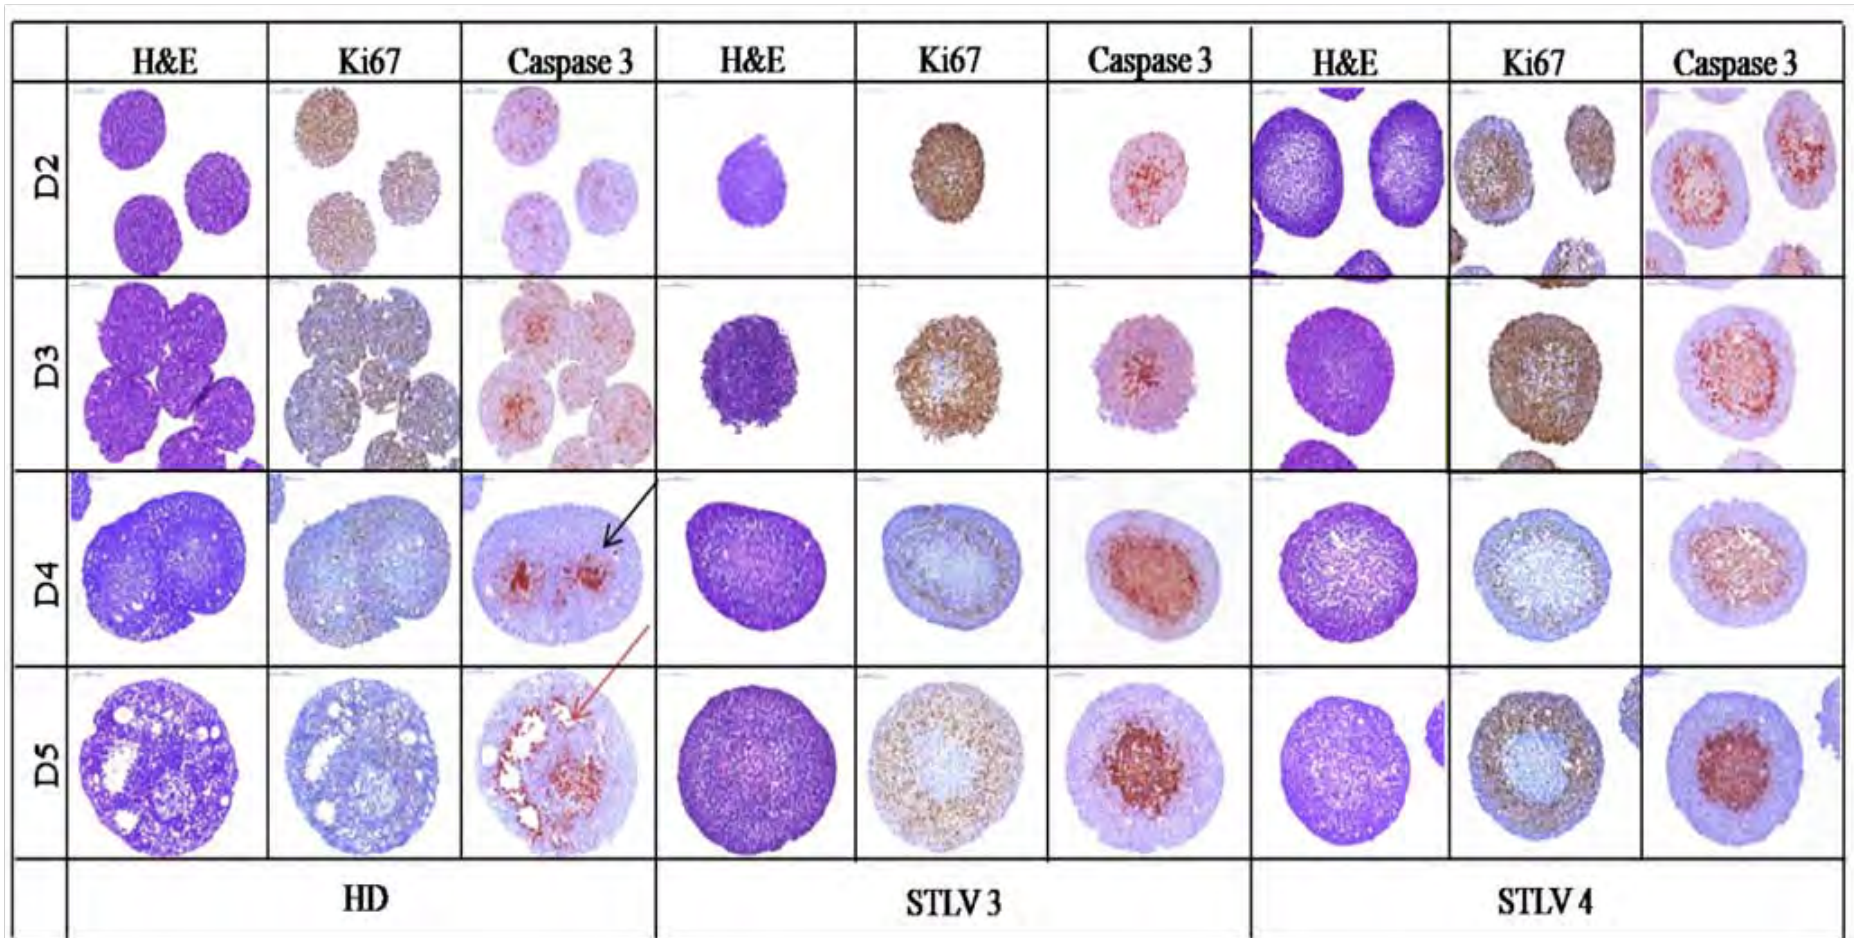 H&E Ki67 Caspase 3 H&E Ki67 Caspase 3 H&E Ki67 Caspase 3
D2
D3
D4
D5
HD STLV 3 STLV 4